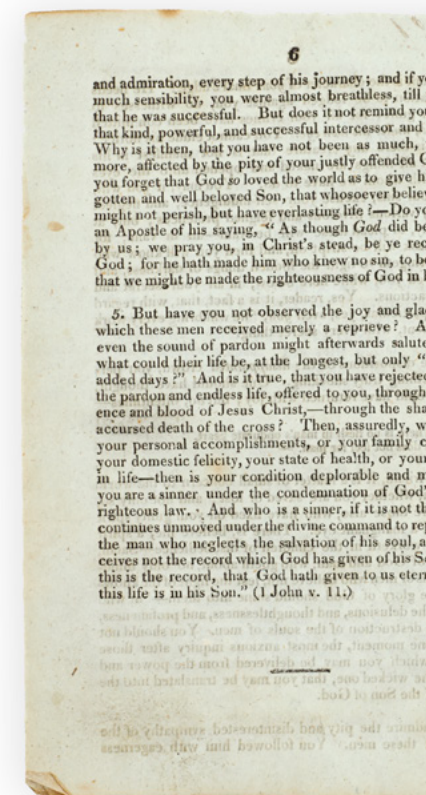 6
and admiration, every step of his journey; and if y
much sensibility, you were almost breathless, till
that he was successful. But does it not remind yo
that kind, powerful, and successful intercessor and
Why is it then, that you have not been as much,
more, affected by the pity of your justly offended G
you forget that God so loved the world as to give h
gotten and well beloved Son, that whosoever believ
might not perish, but have everlasting life?—Do yo
an Apostle of his saying, “As though God did be
by us; we pray you, in Christ's stead, be ye rec
God; for he hath made him who knew no sin, to be
that we might be made the righteousness of God in h
5. But have you not observed the joy and gla
which these men received merely a reprieve? A
even the sound of pardon might afterwards salute
what could their life be, at the longest, but only “
added days?” And is it true, that you have rejected
the pardon and endless life, offered to you, through
ence and blood of Jesus Christ,—through the sha
accursed death of the cross? Then, assuredly, w
your personal accomplishments, or your family c
your domestic felicity, your state of health, or your
in life—then is your condition deplorable and m
you are a sinner under the condemnation of God'
righteous law. And who is a sinner, if it is not th
continues unmoved under the divine command to rep
the man who neglects the salvation of his soul, a
ceives not the record which God has given of his So
this is the record, that God hath given to us eter
this life is in his Son.” (1 John v. 11.)